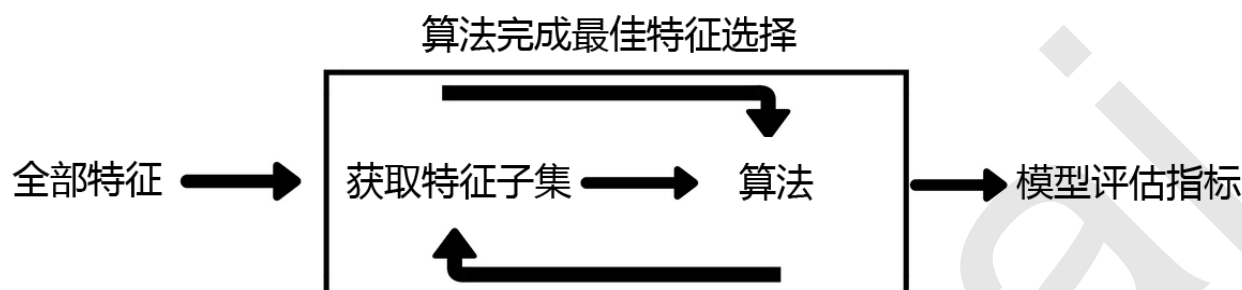 算法完成最佳特征选择
全部特征
获取特征子集
算法
模型评估指标